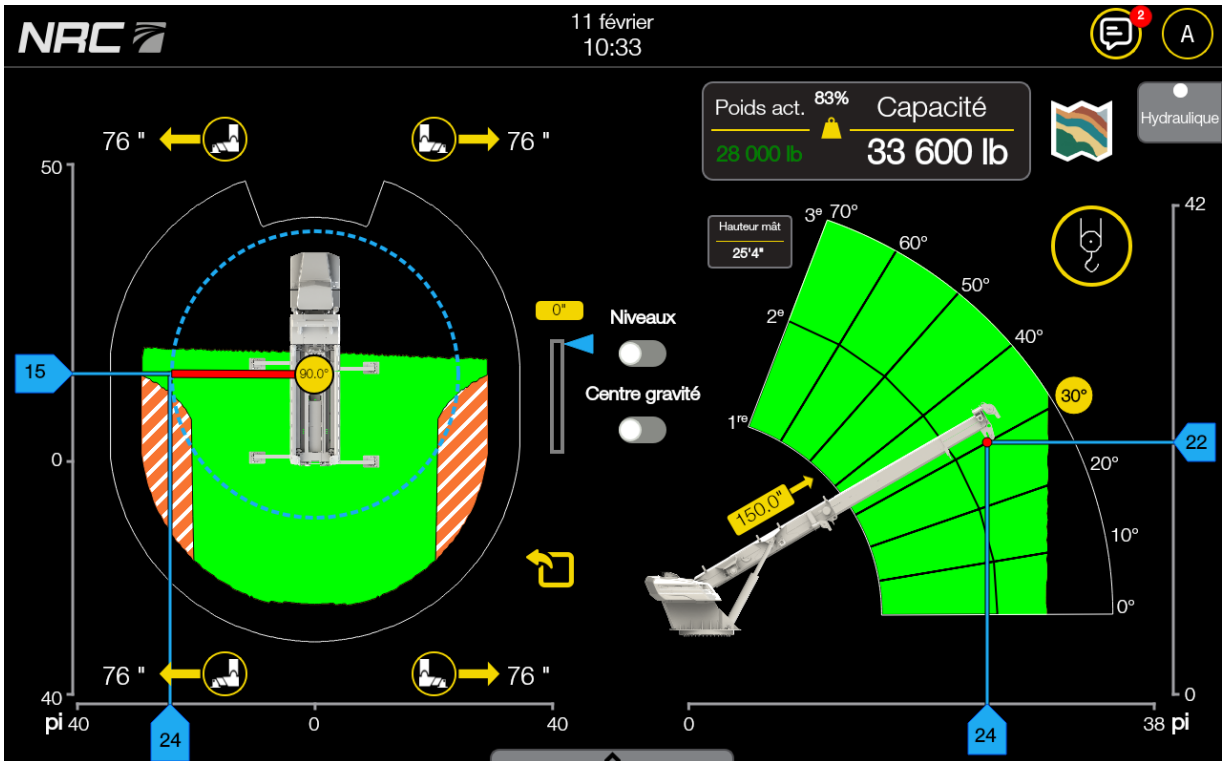 NRC
11 février
10:33
2
A
Poids act.
83%
Capacité
28 000 lb
33 600 lb
Hydraulique
76 "
76 "
50
15
0
40
90.0°
0"
Niveaux
Centre gravité
76 "
76 "
pi
40
24
0
40
Hauteur mât
25'4"
3e
70°
60°
50°
2e
40°
1re
30°
20°
10°
0°
150.0"
42
22
0
0
24
38
pi